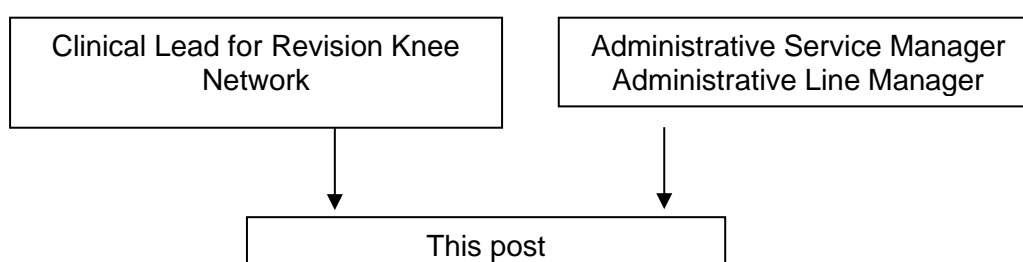 Clinical Lead for Revision Knee
Network
Administrative Service Manager
Administrative Line Manager
This post